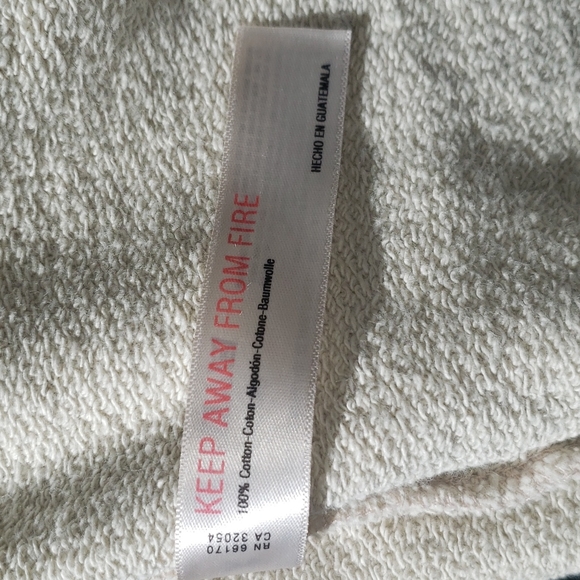 KEEP AWAY FROM FIRE
100% Cotton-Coton-Algodón-Cotone-Baumwolle
HECHO EN GUATEMALA
RN 66170
CA 32054